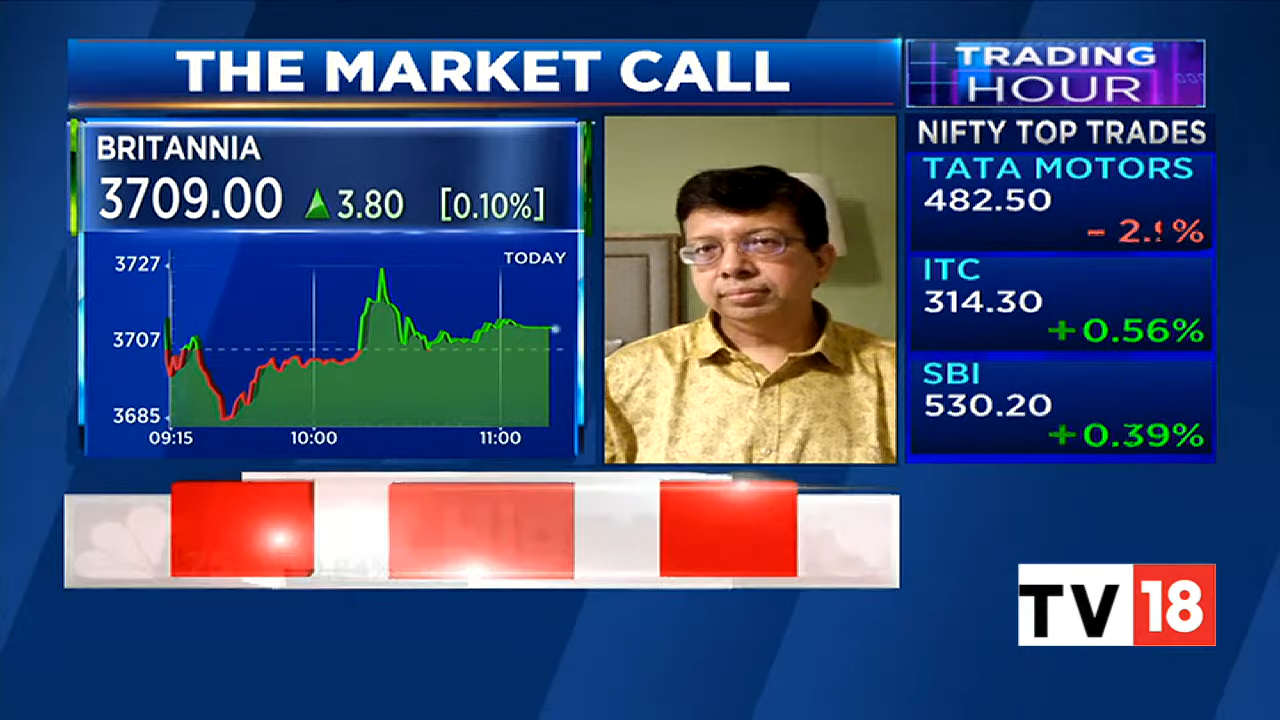 THE MARKET CALL
TRADING
HOUR
BRITANNIA
3709.00 ▲ 3.80 [0.10%]
TODAY
3727
3707
3685
09:15 10:00 11:00
NIFTY TOP TRADES
TATA MOTORS
482.50
ITC
314.30
+0.56%
SBI
530.20
+0.39%
TV18